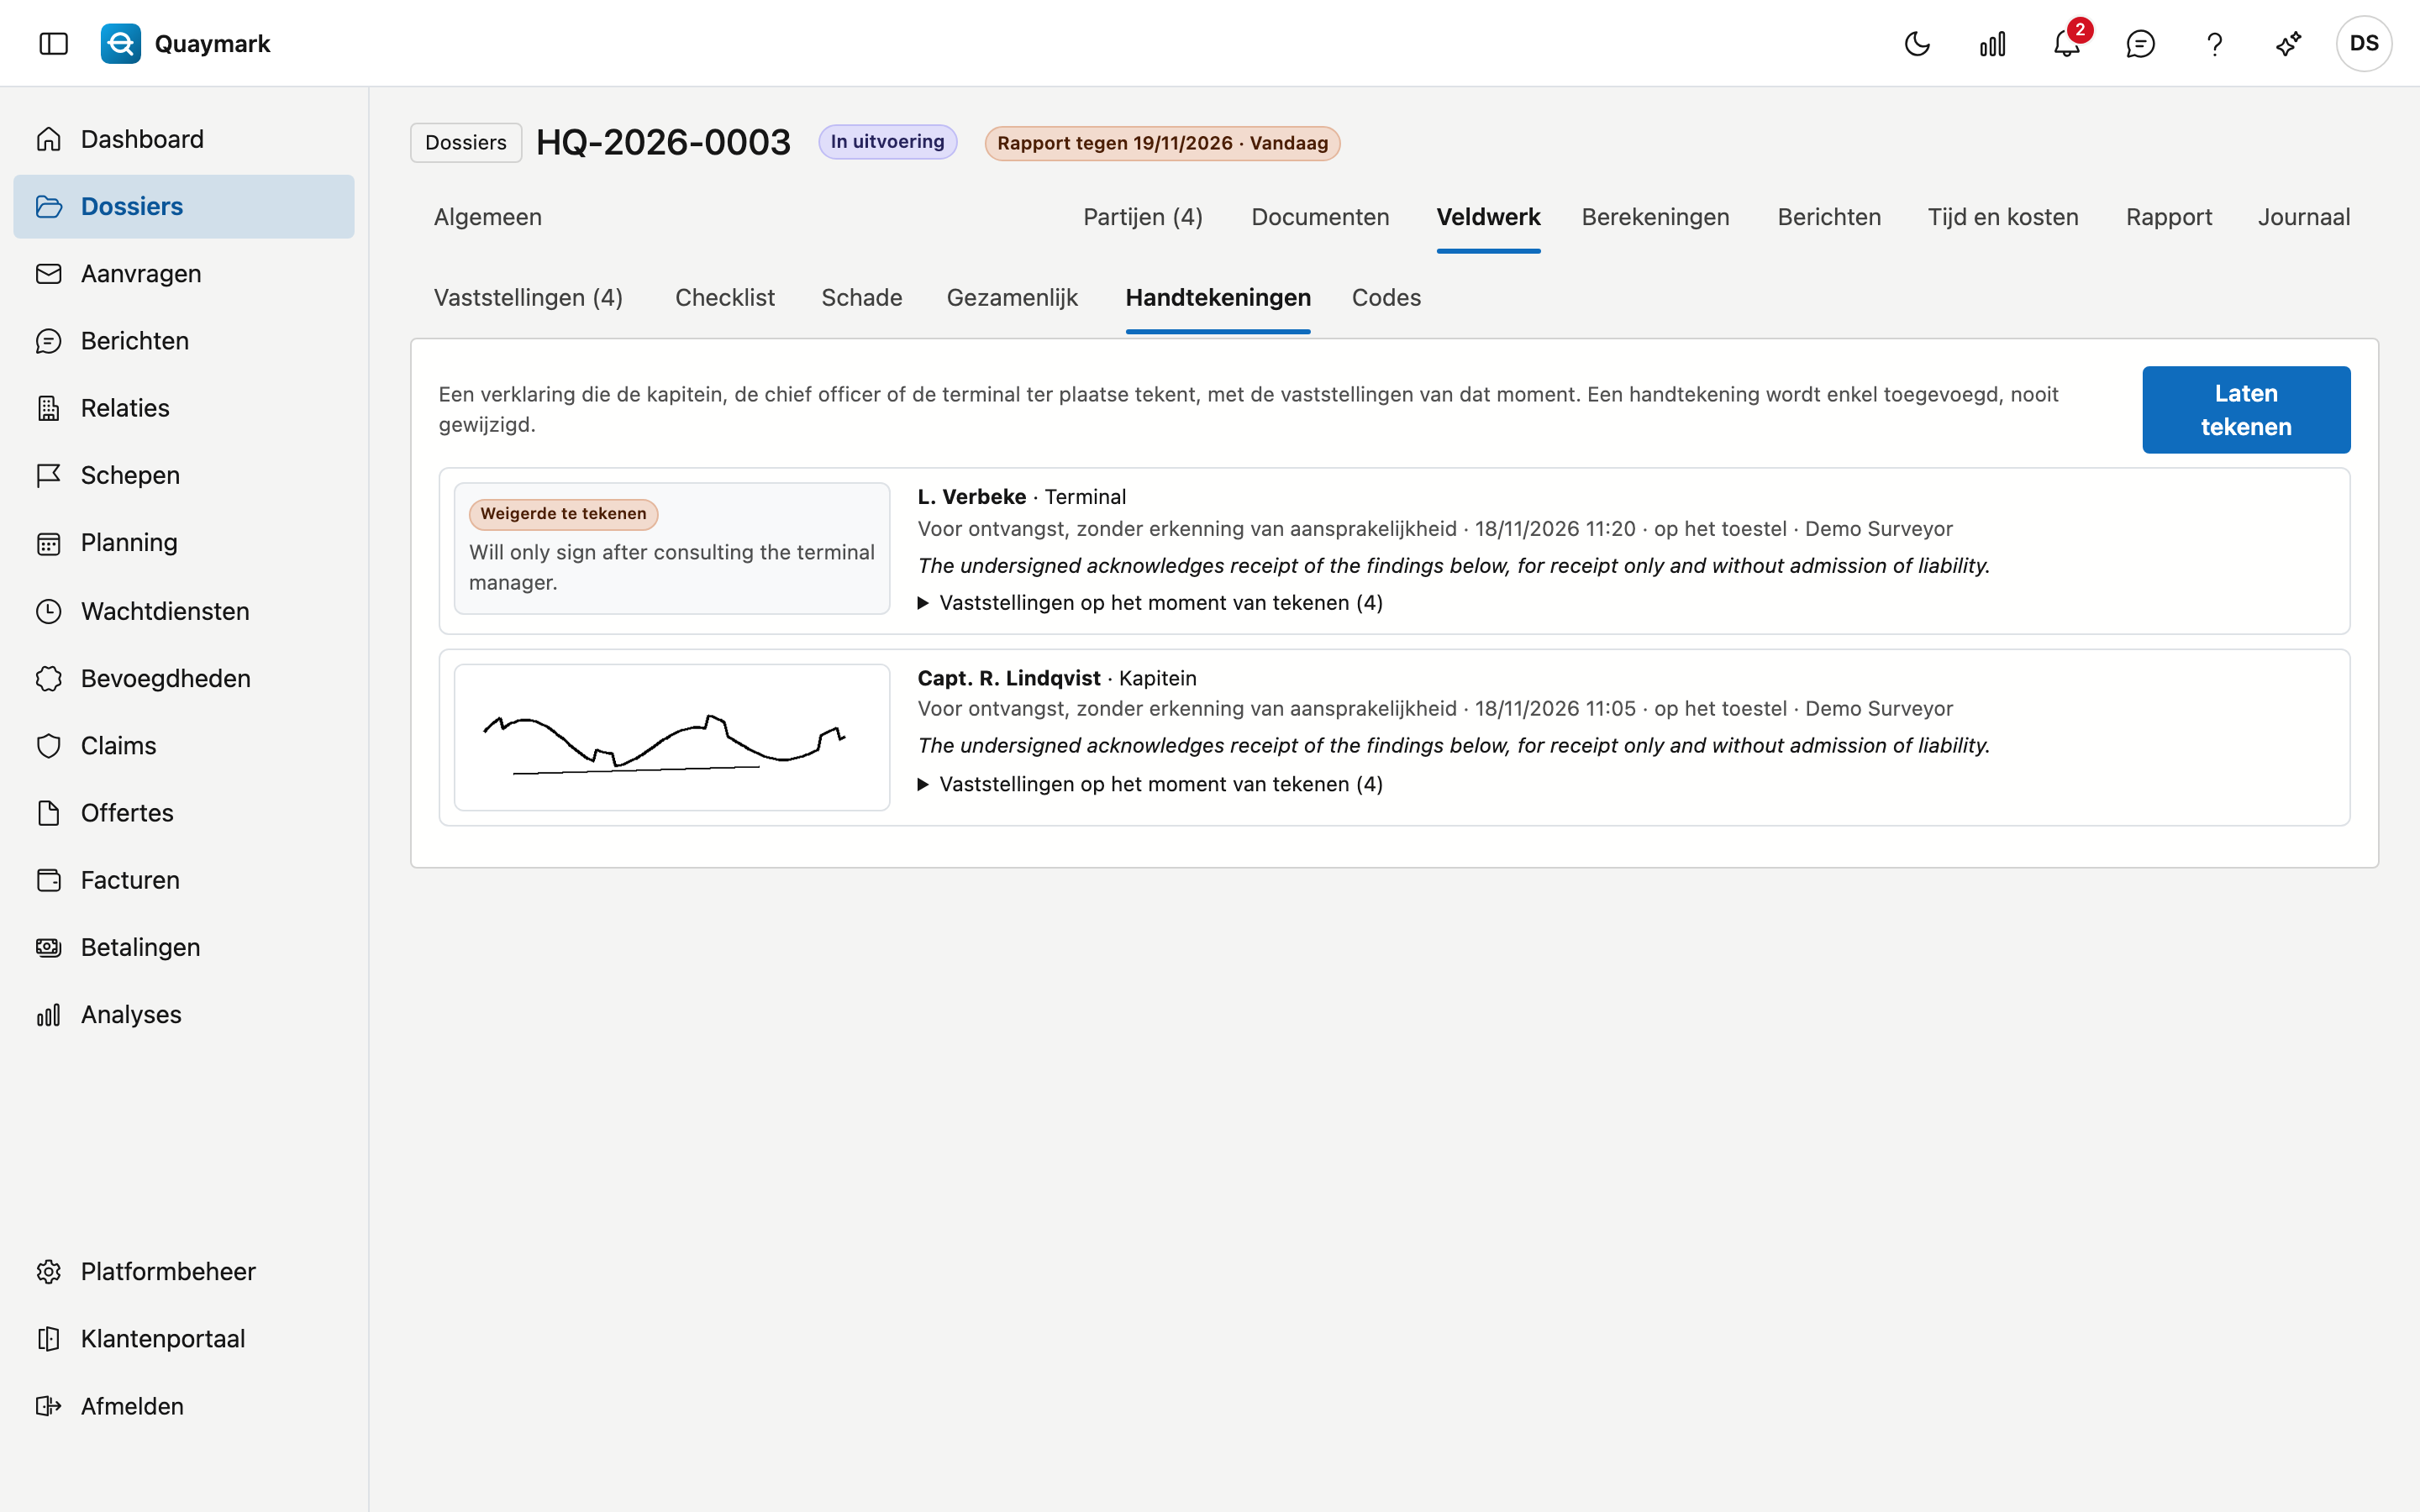 Quaymark
2
DS
Dashboard
Dossiers
Aanvragen
Berichten
Relaties
Schepen
Planning
Wachtdiensten
Bevoegdheden
Claims
Offertes
Facturen
Betalingen
Analyses
Platformbeheer
Klantenportaal
Afmelden
Dossiers HQ-2026-0003 In uitvoering Rapport tegen 19/11/2026 · Vandaag
Algemeen Partijen (4) Documenten Veldwerk Berekeningen Berichten Tijd en kosten Rapport Journaal
Vaststellingen (4) Checklist Schade Gezamenlijk Handtekeningen Codes
Een verklaring die de kapitein, de chief officer of de terminal ter plaatse tekent, met de vaststellingen van dat moment. Een handtekening wordt enkel toegevoegd, nooit
gewijzigd.
Laten
tekenen
Weigerde te tekenen
Will only sign after consulting the terminal
manager.
L. Verbeke · Terminal
Voor ontvangst, zonder erkenning van aansprakelijkheid · 18/11/2026 11:20 · op het toestel · Demo Surveyor
The undersigned acknowledges receipt of the findings below, for receipt only and without admission of liability.
Vaststellingen op het moment van tekenen (4)
Capt. R. Lindqvist · Kapitein
Voor ontvangst, zonder erkenning van aansprakelijkheid · 18/11/2026 11:05 · op het toestel · Demo Surveyor
The undersigned acknowledges receipt of the findings below, for receipt only and without admission of liability.
Vaststellingen op het moment van tekenen (4)